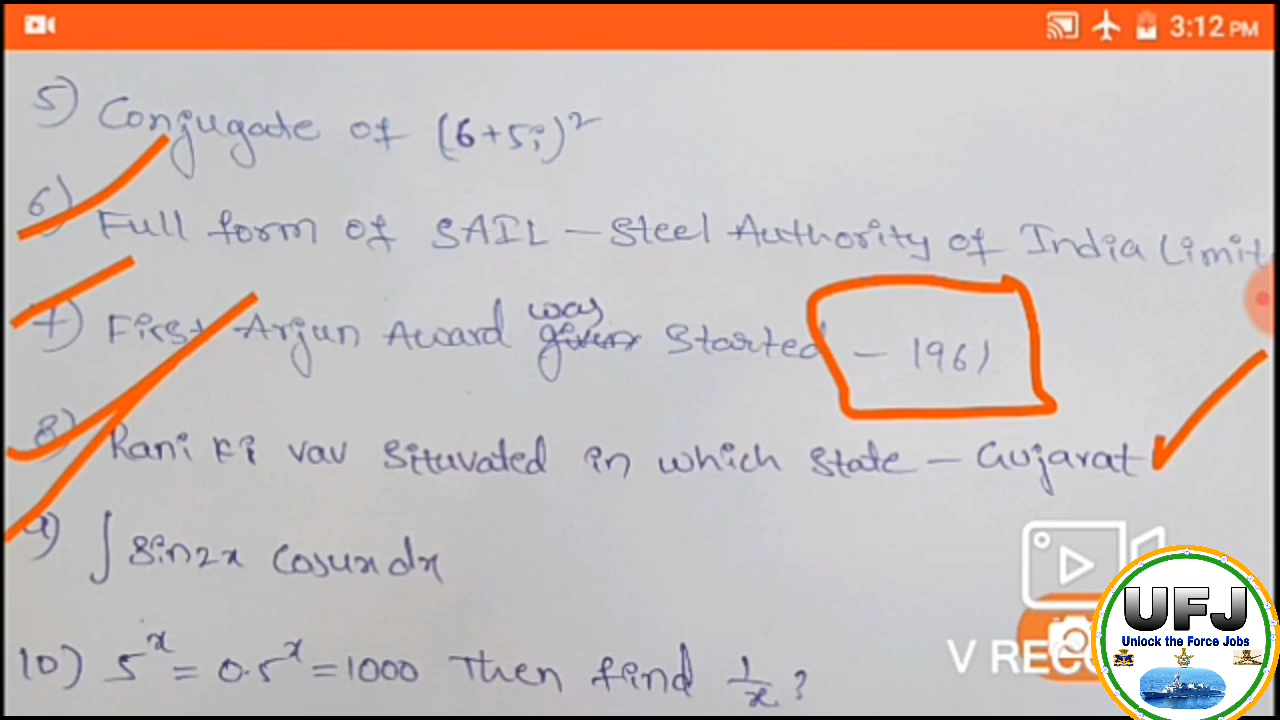 3:12 PM
5) Conjugate of (6+5i)²
6) Full form of SAIL – Steel Authority of India Limit
7) First Arjun Award was given started – 1961
8) Rani ki vav situvated in which state – Gujarat
9) ∫ sin2x cos4x dx
10) 5^x = 0.5^x = 1000 Then find 1/x ?
V REC
UFJ
Unlock the Force Jobs